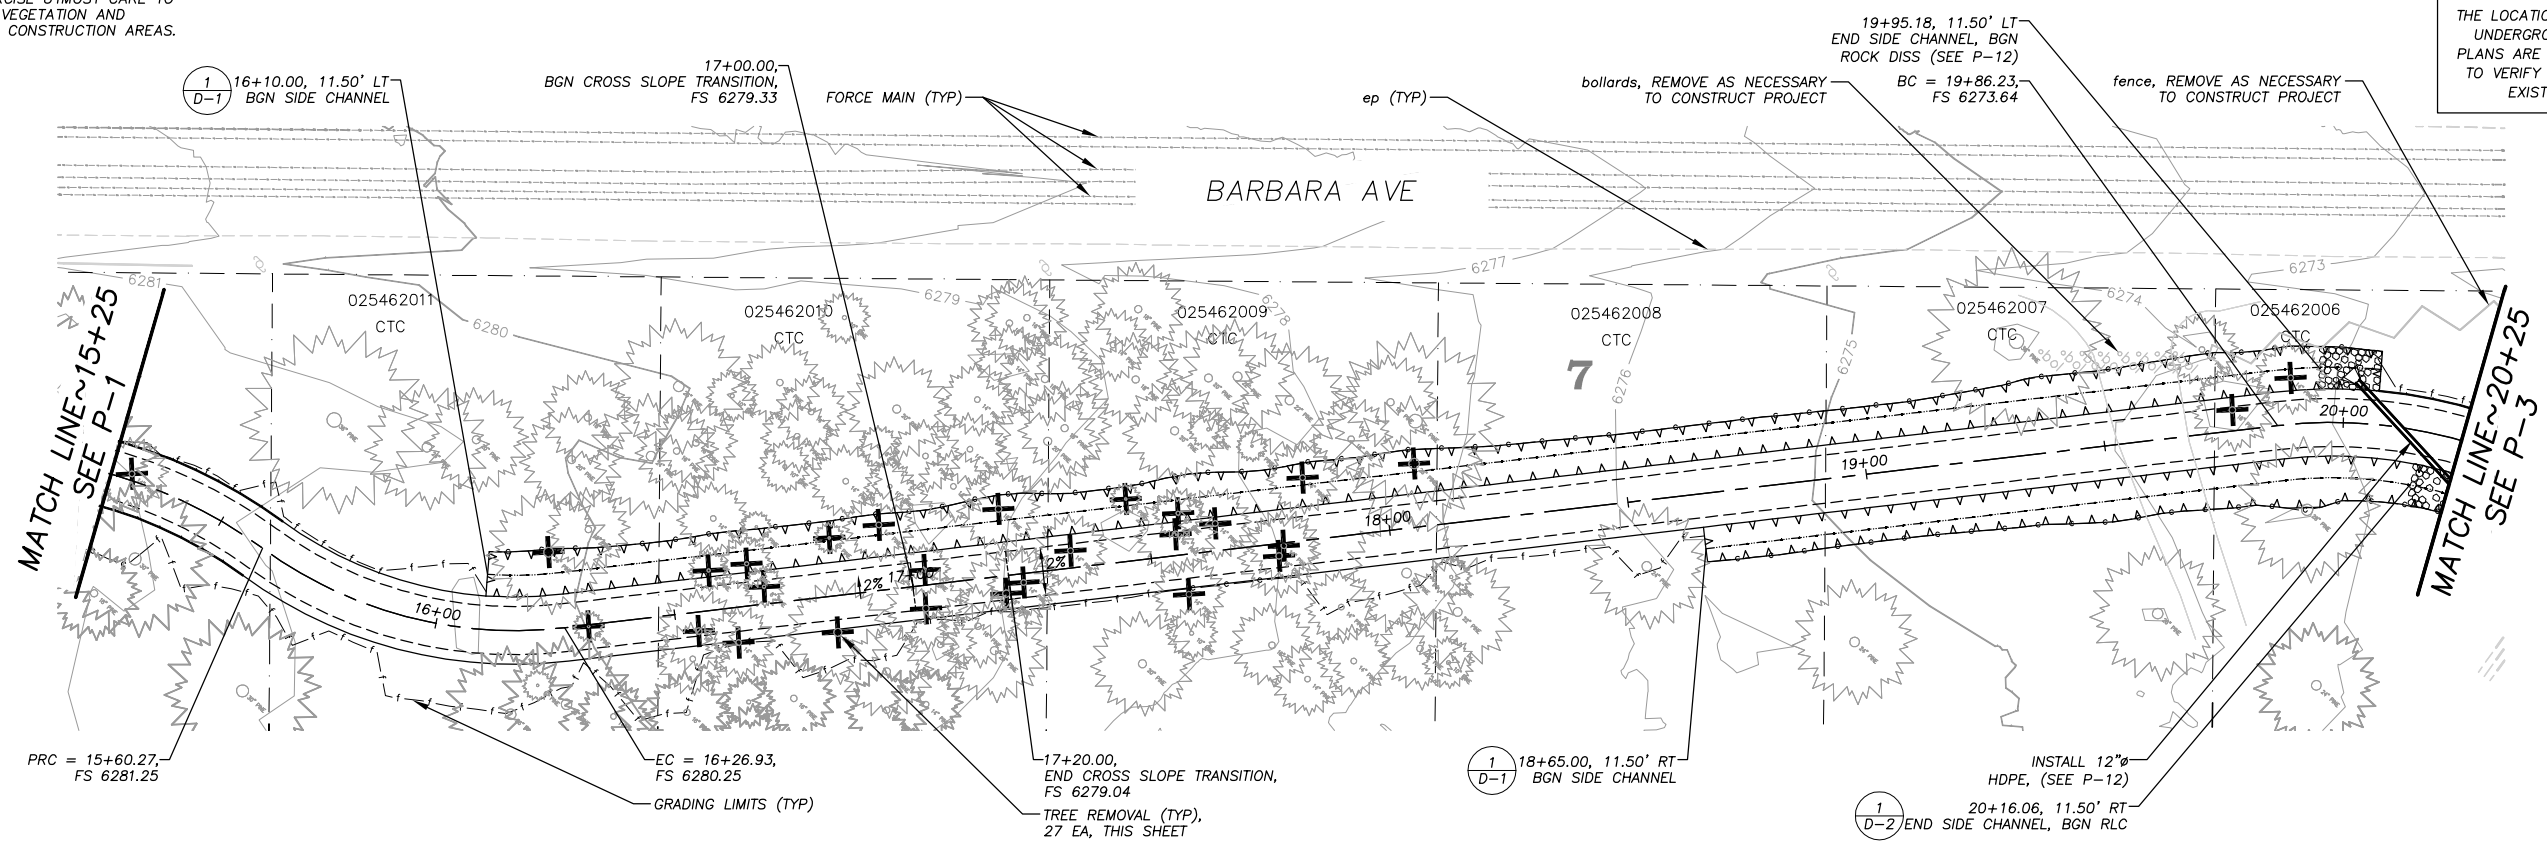 VEGETATION AND
CONSTRUCTION AREAS.
1
D-1
16+10.00, 11.50' LT
BGN SIDE CHANNEL
17+00.00,
BGN CROSS SLOPE TRANSITION,
FS 6279.33
FORCE MAIN (TYP)
ep (TYP)
bollards, REMOVE AS NECESSARY
TO CONSTRUCT PROJECT
19+95.18, 11.50' LT
END SIDE CHANNEL, BGN
ROCK DISS (SEE P-12)
BC = 19+86.23,
FS 6273.64
fence, REMOVE AS NECESSARY
TO CONSTRUCT PROJECT
THE LOCATIO
UNDERGRO
PLANS ARE
TO VERIFY
EXIST
BARBARA AVE
6281
6280
6279
6278
6277
6276
6275
6274
6273
025462011
CTC
025462010
CTC
025462009
CTC
025462008
CTC
025462007
CTC
025462006
CTC
7
MATCH LINE~15+25
SEE P-1
16+00
2%
17+00
2%
18+00
19+00
20+00
MATCH LINE~20+25
SEE P-3
PRC = 15+60.27,
FS 6281.25
EC = 16+26.93,
FS 6280.25
GRADING LIMITS (TYP)
17+20.00,
END CROSS SLOPE TRANSITION,
FS 6279.04
TREE REMOVAL (TYP),
27 EA, THIS SHEET
1
D-1
18+65.00, 11.50' RT
BGN SIDE CHANNEL
INSTALL 12"ø
HDPE, (SEE P-12)
1
D-2
20+16.06, 11.50' RT
END SIDE CHANNEL, BGN RLC